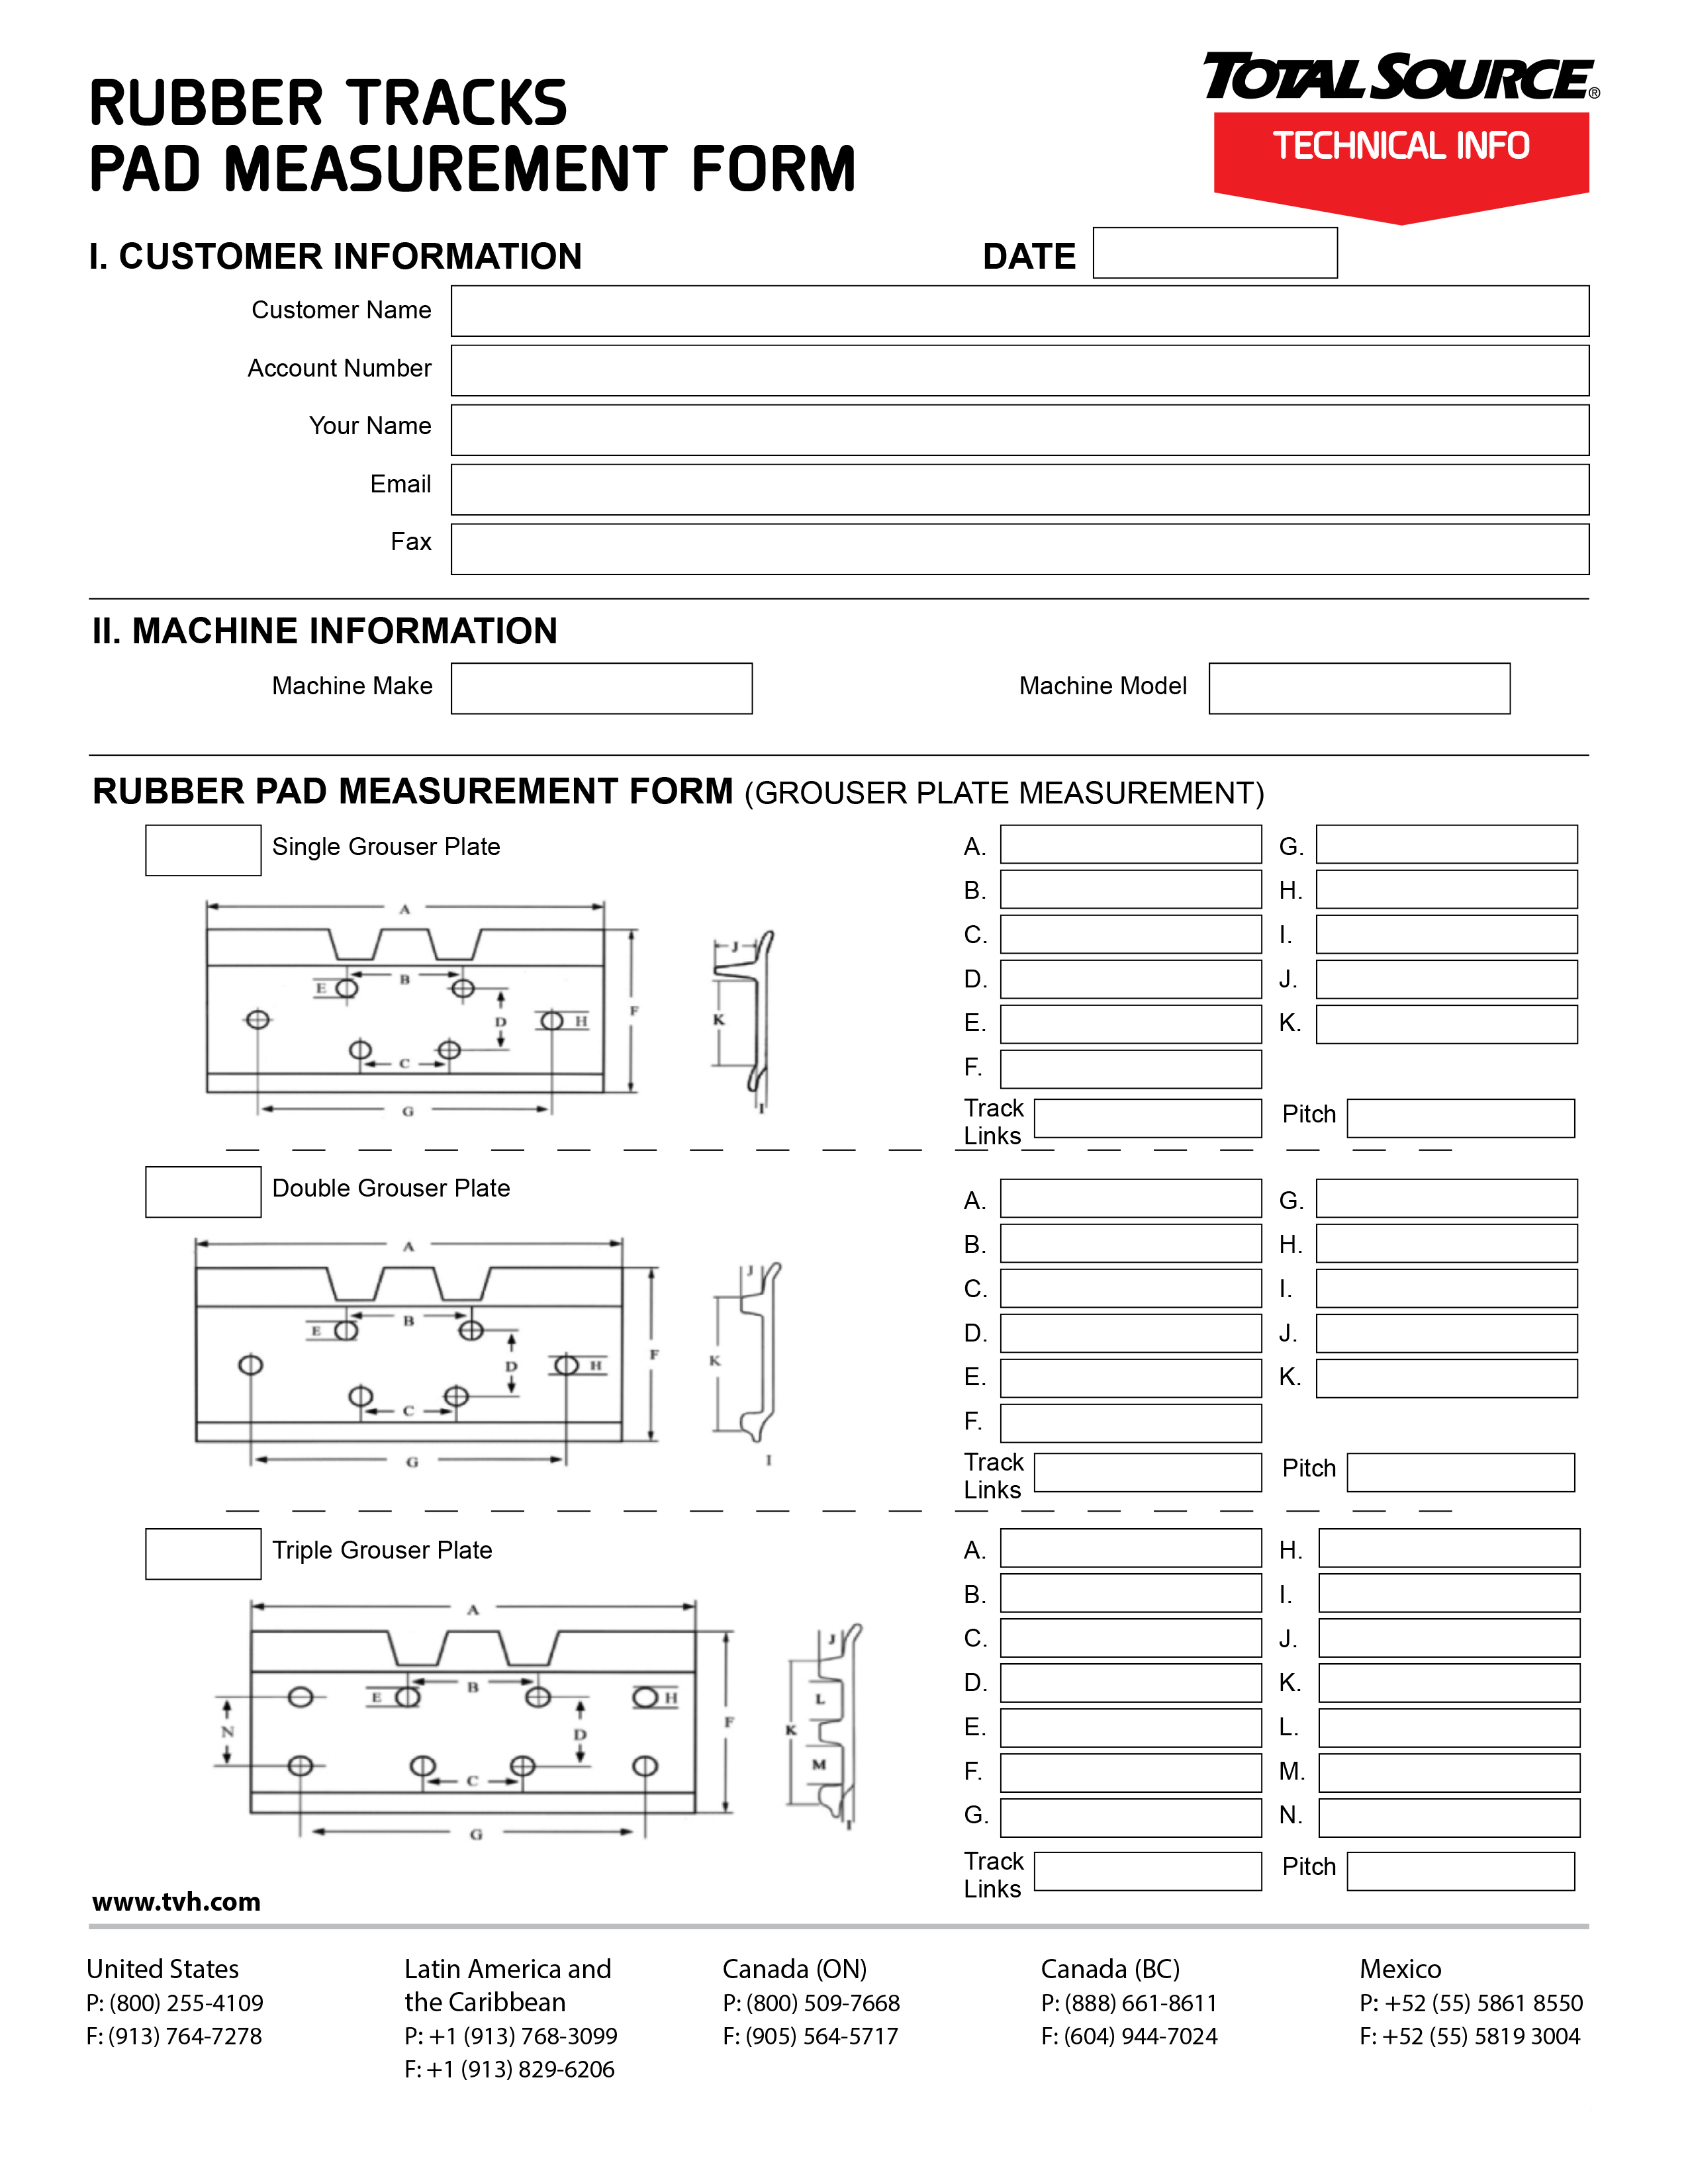 RUBBER TRACKS
PAD MEASUREMENT FORM
TOTALSOURCE®
TECHNICAL INFO
I. CUSTOMER INFORMATION
DATE
Customer Name
Account Number
Your Name
Email
Fax
II. MACHINE INFORMATION
Machine Make
Machine Model
RUBBER PAD MEASUREMENT FORM (GROUSER PLATE MEASUREMENT)
Single Grouser Plate
A
B
E
D
H
F
C
G
J
K
I
A.
B.
C.
D.
E.
F.
G.
H.
I.
J.
K.
Track
Links
Pitch
Double Grouser Plate
A
B
E
D
H
F
C
G
J
K
I
A.
B.
C.
D.
E.
F.
G.
H.
I.
J.
K.
Track
Links
Pitch
Triple Grouser Plate
A
B
E
H
N
D
F
C
G
J
L
K
M
I
A.
B.
C.
D.
E.
F.
G.
H.
I.
J.
K.
L.
M.
N.
Track
Links
Pitch
www.tvh.com
United States
P: (800) 255-4109
F: (913) 764-7278
Latin America and
the Caribbean
P: +1 (913) 768-3099
F: +1 (913) 829-6206
Canada (ON)
P: (800) 509-7668
F: (905) 564-5717
Canada (BC)
P: (888) 661-8611
F: (604) 944-7024
Mexico
P: +52 (55) 5861 8550
F: +52 (55) 5819 3004